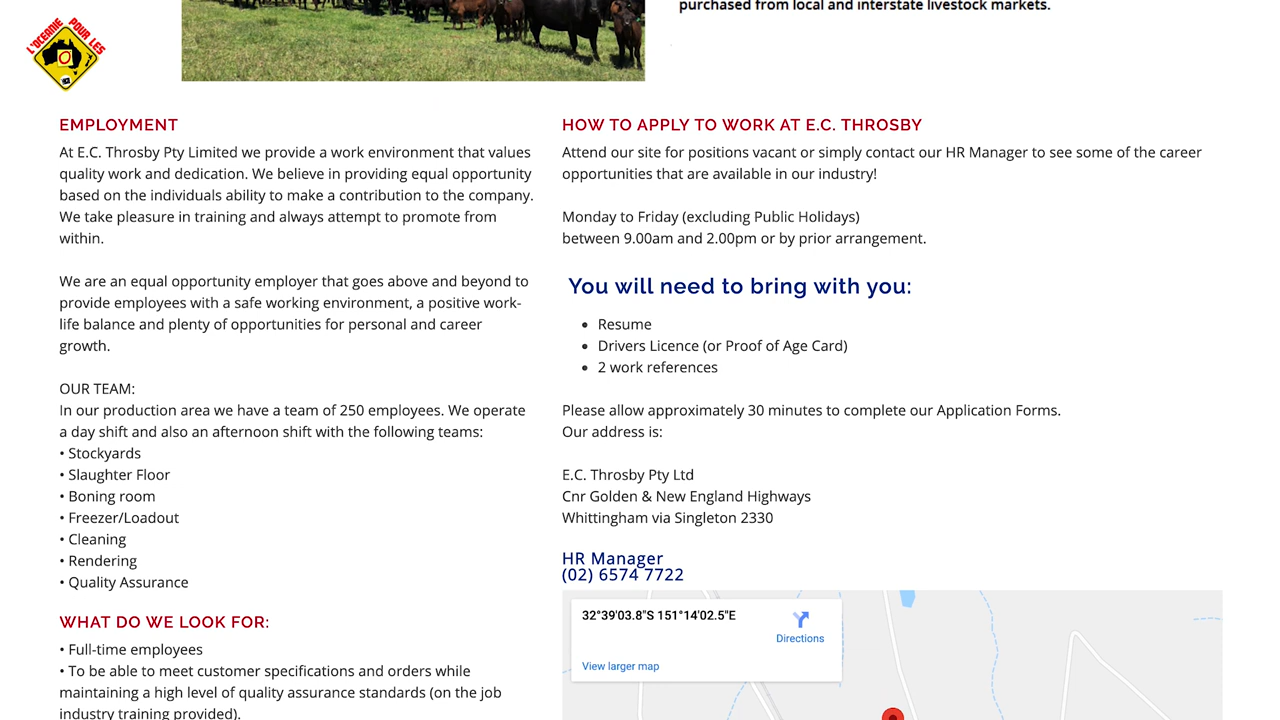 purchased from local and interstate livestock markets.
L'OCEANIE POUR LES
EMPLOYMENT
At E.C. Throsby Pty Limited we provide a work environment that values
quality work and dedication. We believe in providing equal opportunity
based on the individuals ability to make a contribution to the company.
We take pleasure in training and always attempt to promote from
within.
We are an equal opportunity employer that goes above and beyond to
provide employees with a safe working environment, a positive work-
life balance and plenty of opportunities for personal and career
growth.
OUR TEAM:
In our production area we have a team of 250 employees. We operate
a day shift and also an afternoon shift with the following teams:
• Stockyards
• Slaughter Floor
• Boning room
• Freezer/Loadout
• Cleaning
• Rendering
• Quality Assurance
WHAT DO WE LOOK FOR:
• Full-time employees
• To be able to meet customer specifications and orders while
maintaining a high level of quality assurance standards (on the job
industry training provided).
HOW TO APPLY TO WORK AT E.C. THROSBY
Attend our site for positions vacant or simply contact our HR Manager to see some of the career
opportunities that are available in our industry!
Monday to Friday (excluding Public Holidays)
between 9.00am and 2.00pm or by prior arrangement.
You will need to bring with you:
• Resume
• Drivers Licence (or Proof of Age Card)
• 2 work references
Please allow approximately 30 minutes to complete our Application Forms.
Our address is:
E.C. Throsby Pty Ltd
Cnr Golden & New England Highways
Whittingham via Singleton 2330
HR Manager
(02) 6574 7722
32°39'03.8"S 151°14'02.5"E
Directions
View larger map